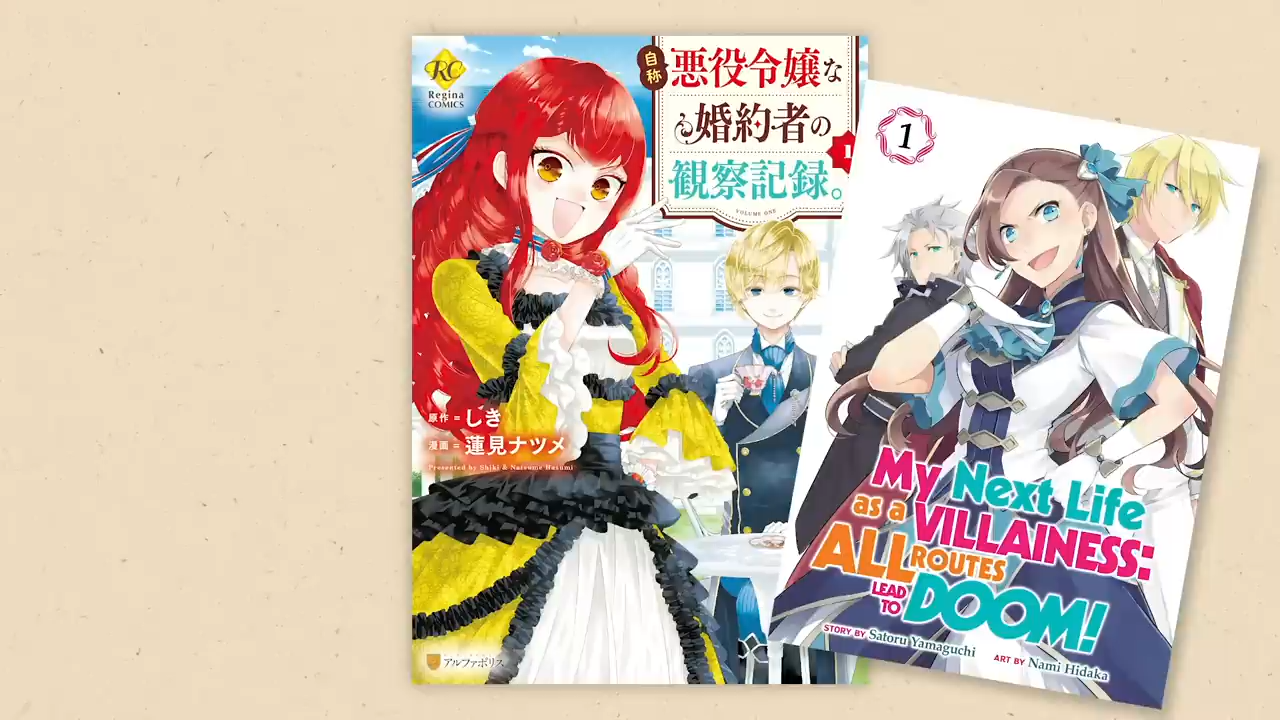 RC
Regina
COMICS
自称
悪役令嬢な
婚約者の
観察記録。
1
VOLUME ONE
原作 = しき
漫画 = 蓮見ナツメ
Presented by Shiki & Natsume Hasumi
アルファポリス
1
My Next Life
as a VILLAINESS:
ALL ROUTES
LEAD
TO DOOM!
STORY BY Satoru Yamaguchi
ART BY Nami Hidaka